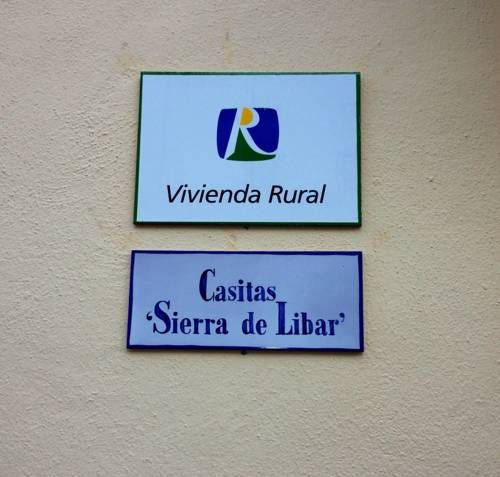 R
Vivienda Rural
Casitas
‘Sierra de Libar’